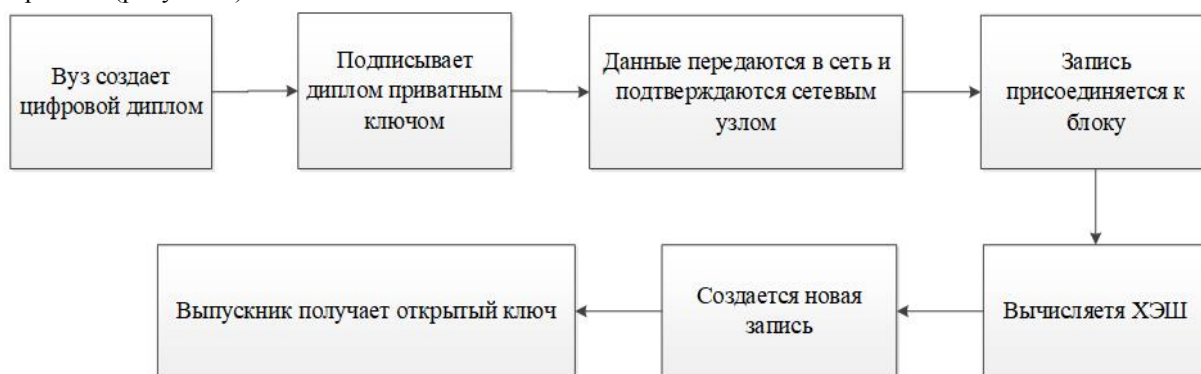 Вуз создает
цифровой диплом
Подписывает
диплом приватным
ключом
Данные передаются в сеть и
подтверждаются сетевым
узлом
Запись
присоединяется к
блоку
Выпускник получает открытый ключ
Создается новая
запись
Вычисляетя ХЭШ